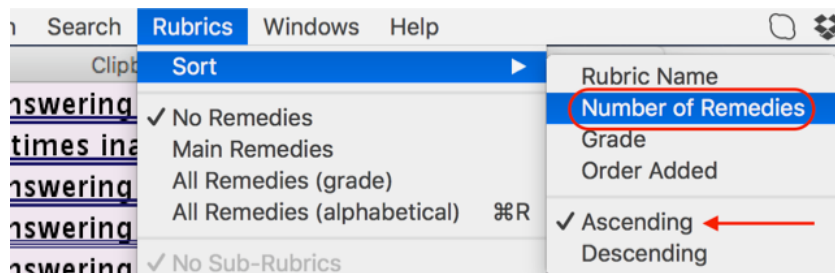 Search Rubrics Windows Help
Sort
Rubric Name
Number of Remedies
Grade
Order Added
Ascending
Descending
✓ No Remedies
Main Remedies
All Remedies (grade)
All Remedies (alphabetical) ⌘R
✓ No Sub-Rubrics
nswering
times ina
nswering
nswering
nswering
Clipb